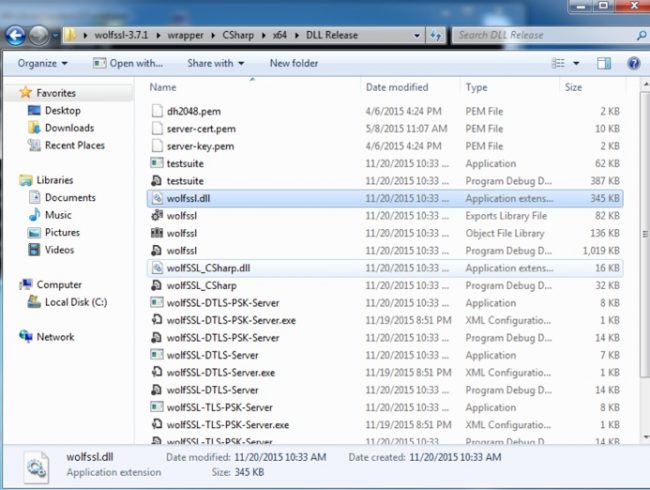 wolfssl-3.7.1 wrapper CSharp x64 DLL Release Search DLL Release
Organize Open with... Share with New folder
Favorites
Desktop
Downloads
Recent Places
Libraries
Documents
Music
Pictures
Videos
Computer
Local Disk (C:)
Network
Name Date modified Type Size
dh2048.pem 4/6/2015 4:24 PM PEM File 2 KB
server-cert.pem 5/8/2015 11:07 AM PEM File 10 KB
server-key.pem 4/6/2015 4:24 PM PEM File 2 KB
testsuite 11/20/2015 10:33 ... Application 62 KB
testsuite 11/20/2015 10:33 ... Program Debug D... 387 KB
wolfssl.dll 11/20/2015 10:33 ... Application exten... 345 KB
wolfssl 11/20/2015 10:33 ... Exports Library File 82 KB
wolfssl 11/20/2015 10:33 ... Object File Library 136 KB
wolfssl 11/20/2015 10:33 ... Program Debug D... 1,019 KB
wolfSSL_CSharp.dll 11/20/2015 10:33 ... Application exten... 16 KB
wolfSSL_CSharp 11/20/2015 10:33 ... Program Debug D... 32 KB
wolfSSL-DTLS-PSK-Server 11/20/2015 10:33 ... Application 8 KB
wolfSSL-DTLS-PSK-Server.exe 11/19/2015 8:51 PM XML Configuratio... 1 KB
wolfSSL-DTLS-PSK-Server 11/20/2015 10:33 ... Program Debug D... 14 KB
wolfSSL-DTLS-Server 11/20/2015 10:33 ... Application 7 KB
wolfSSL-DTLS-Server.exe 11/19/2015 8:51 PM XML Configuratio... 1 KB
wolfSSL-DTLS-Server 11/20/2015 10:33 ... Program Debug D... 14 KB
wolfSSL-TLS-PSK-Server 11/20/2015 10:33 ... Application 8 KB
wolfSSL-TLS-PSK-Server.exe 11/19/2015 8:51 PM XML Configuratio... 1 KB
wolfSSL-TLS-PSK-Server 11/20/2015 10:33 ... Program Debug D... 14 KB
wolfssl.dll Date modified: 11/20/2015 10:33 AM Date created: 11/20/2015 10:33 AM
Application extension Size: 345 KB